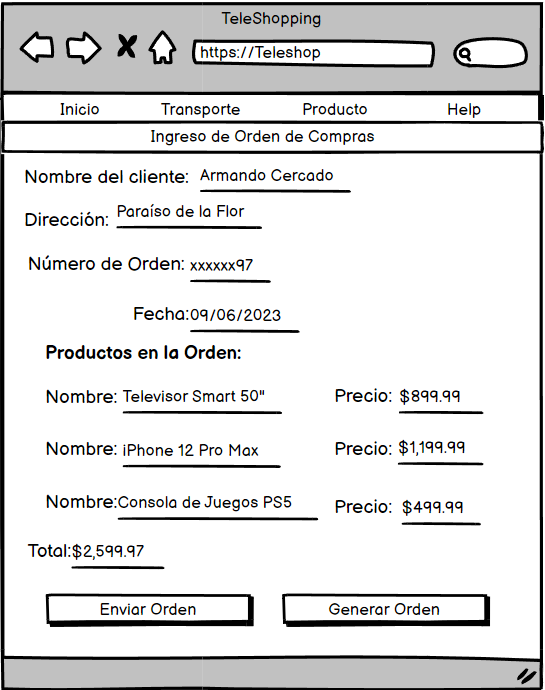 TeleShopping
https://Teleshop
Inicio Transporte Producto Help
Ingreso de Orden de Compras
Nombre del cliente: Armando Cercado
Dirección: Paraíso de la Flor
Número de Orden: xxxxxx97
Fecha: 09/06/2023
Productos en la Orden:
Nombre: Televisor Smart 50" Precio: $899.99
Nombre: iPhone 12 Pro Max Precio: $1,199.99
Nombre: Consola de Juegos PS5 Precio: $499.99
Total: $2,599.97
Enviar Orden Generar Orden